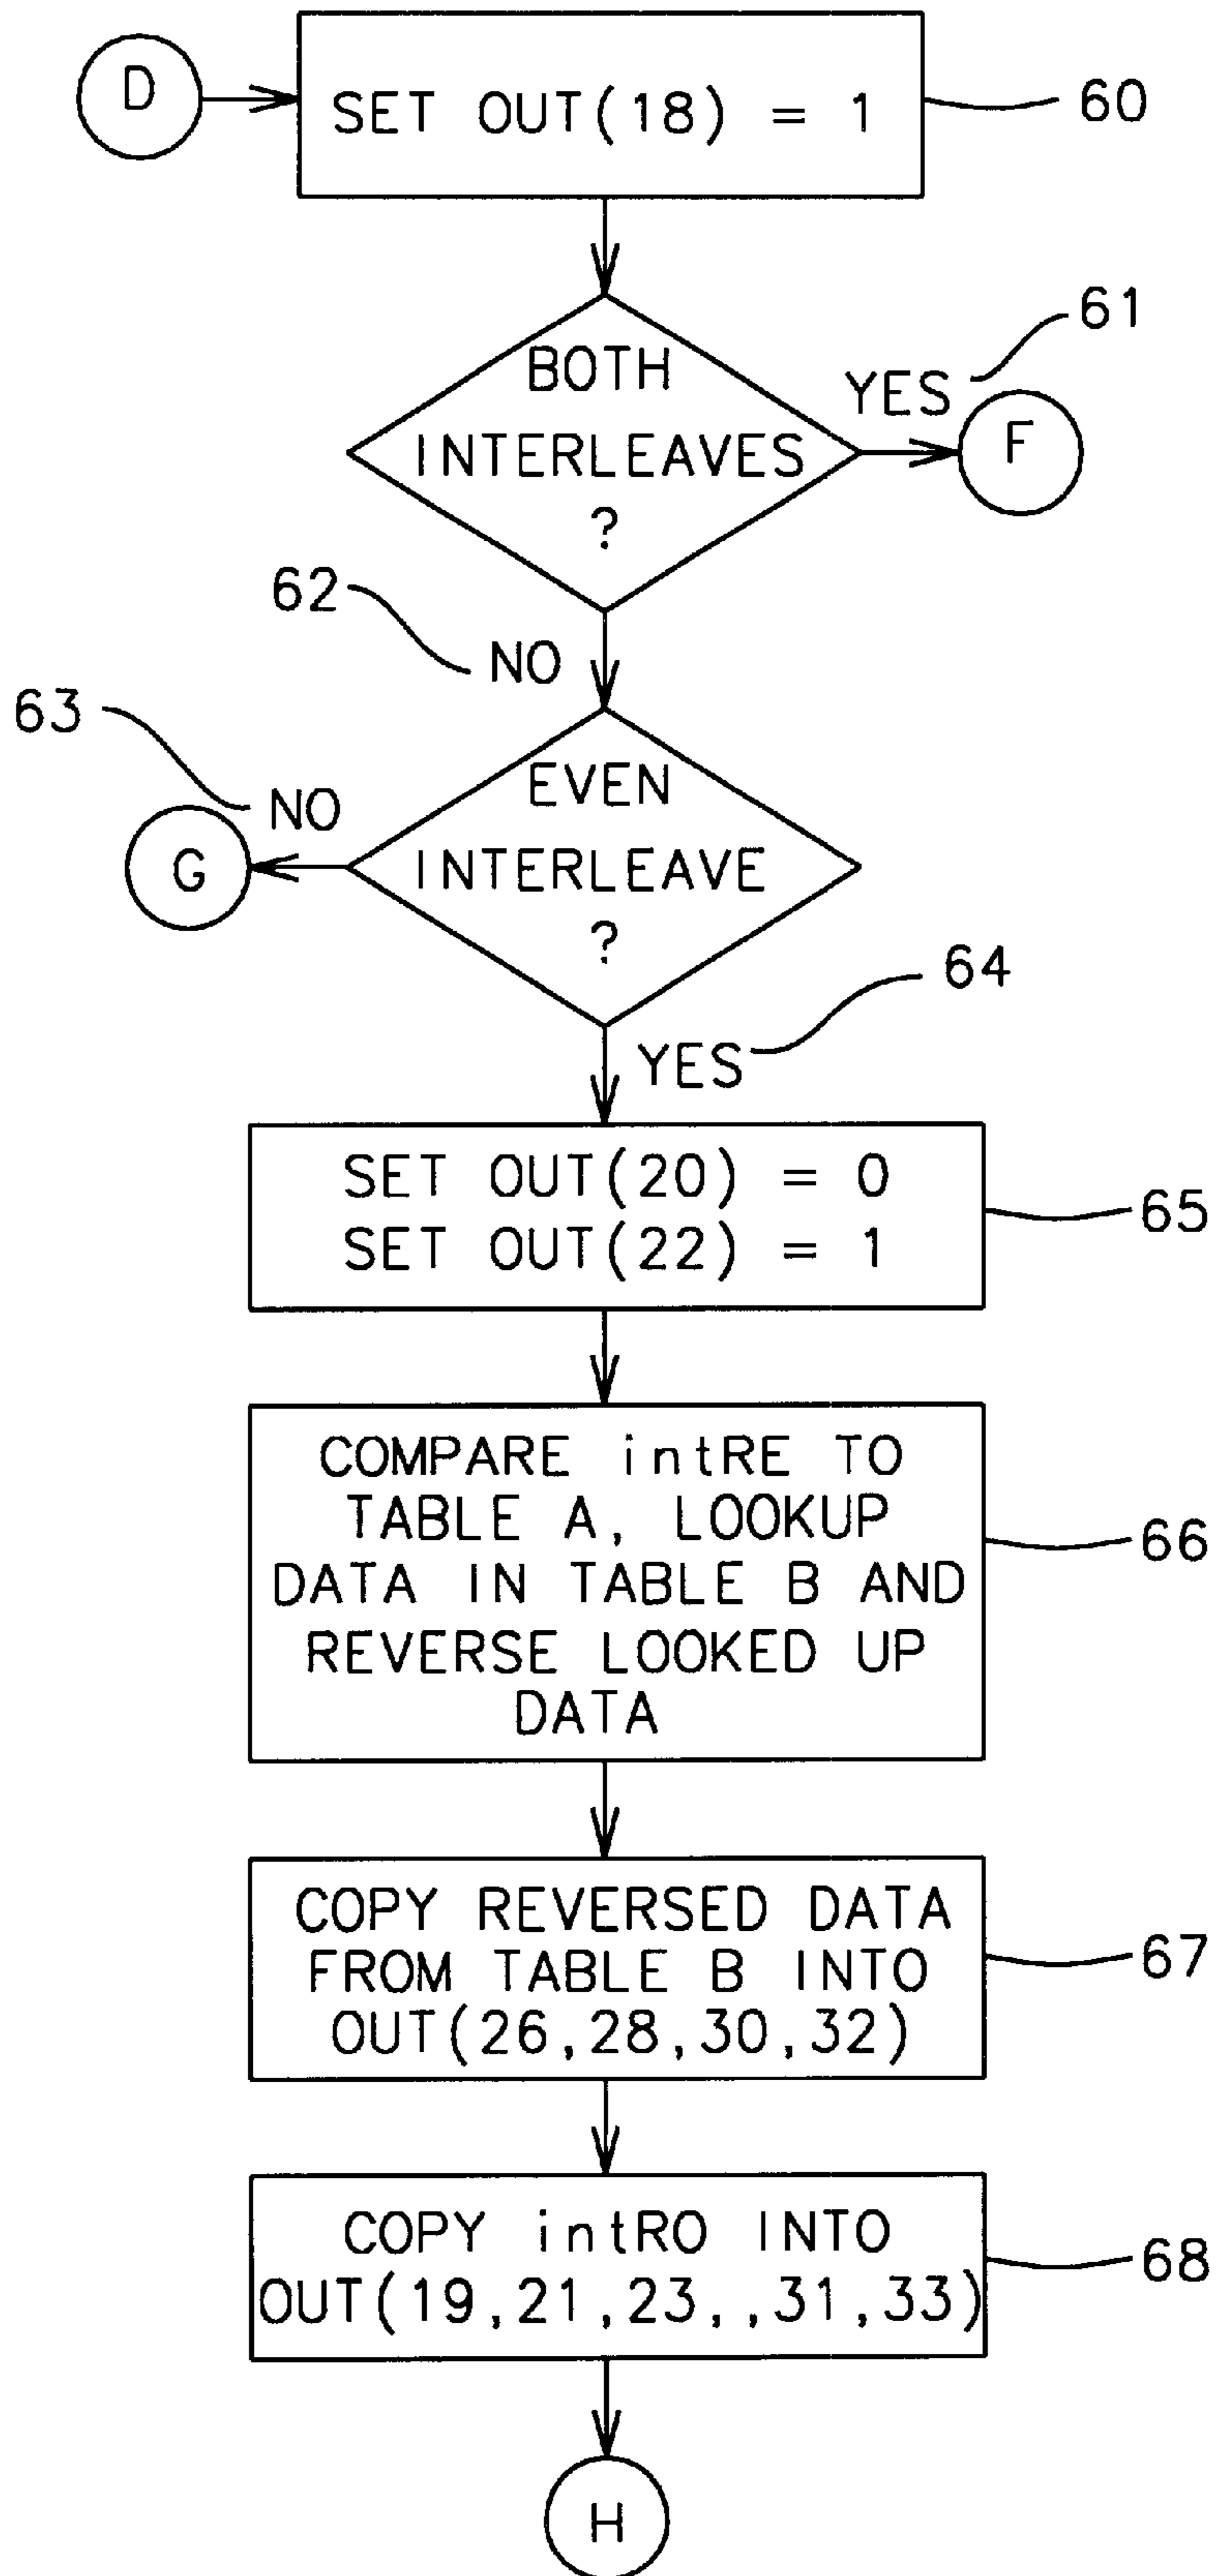 D
SET OUT(18) = 1
60
BOTH
INTERLEAVES
?
YES
61
F
62
NO
63
NO
G
EVEN
INTERLEAVE
?
64
YES
SET OUT(20) = 0
SET OUT(22) = 1
65
COMPARE intRE TO
TABLE A, LOOKUP
DATA IN TABLE B AND
REVERSE LOOKED UP
DATA
66
COPY REVERSED DATA
FROM TABLE B INTO
OUT(26,28,30,32)
67
COPY intRO INTO
OUT(19,21,23,,31,33)
68
H